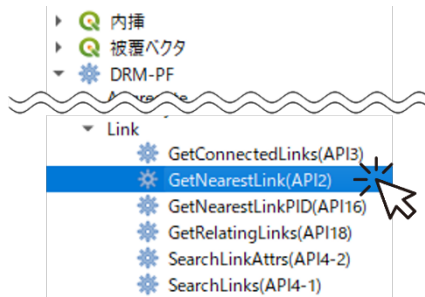 内挿
被覆ベクタ
DRM-PF
Aggregate
Link
GetConnectedLinks(API3)
GetNearestLink(API2)
GetNearestLinkPID(API16)
GetRelatingLinks(API18)
SearchLinkAttrs(API4-2)
SearchLinks(API4-1)